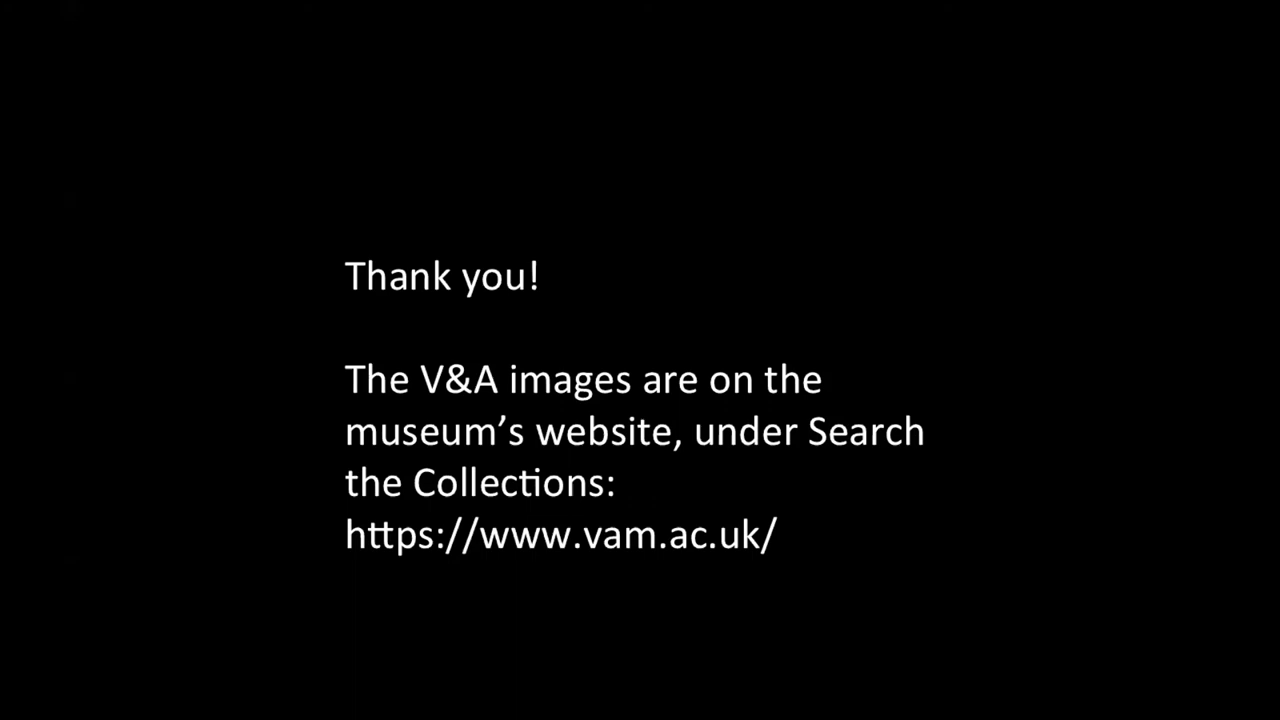 Thank you!
The V&A images are on the
museum’s website, under Search
the Collections:
https://www.vam.ac.uk/